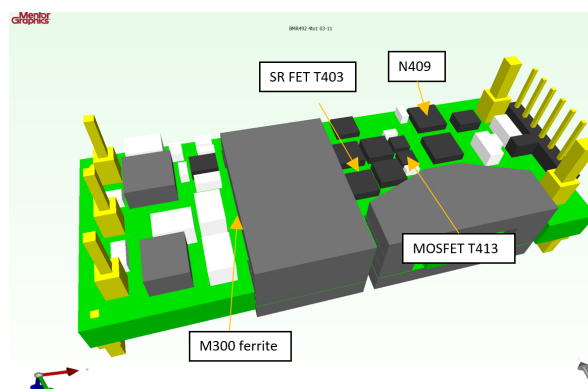 Mentor
Graphics
SR FET T403
N409
MOSFET T413
M300 ferrite